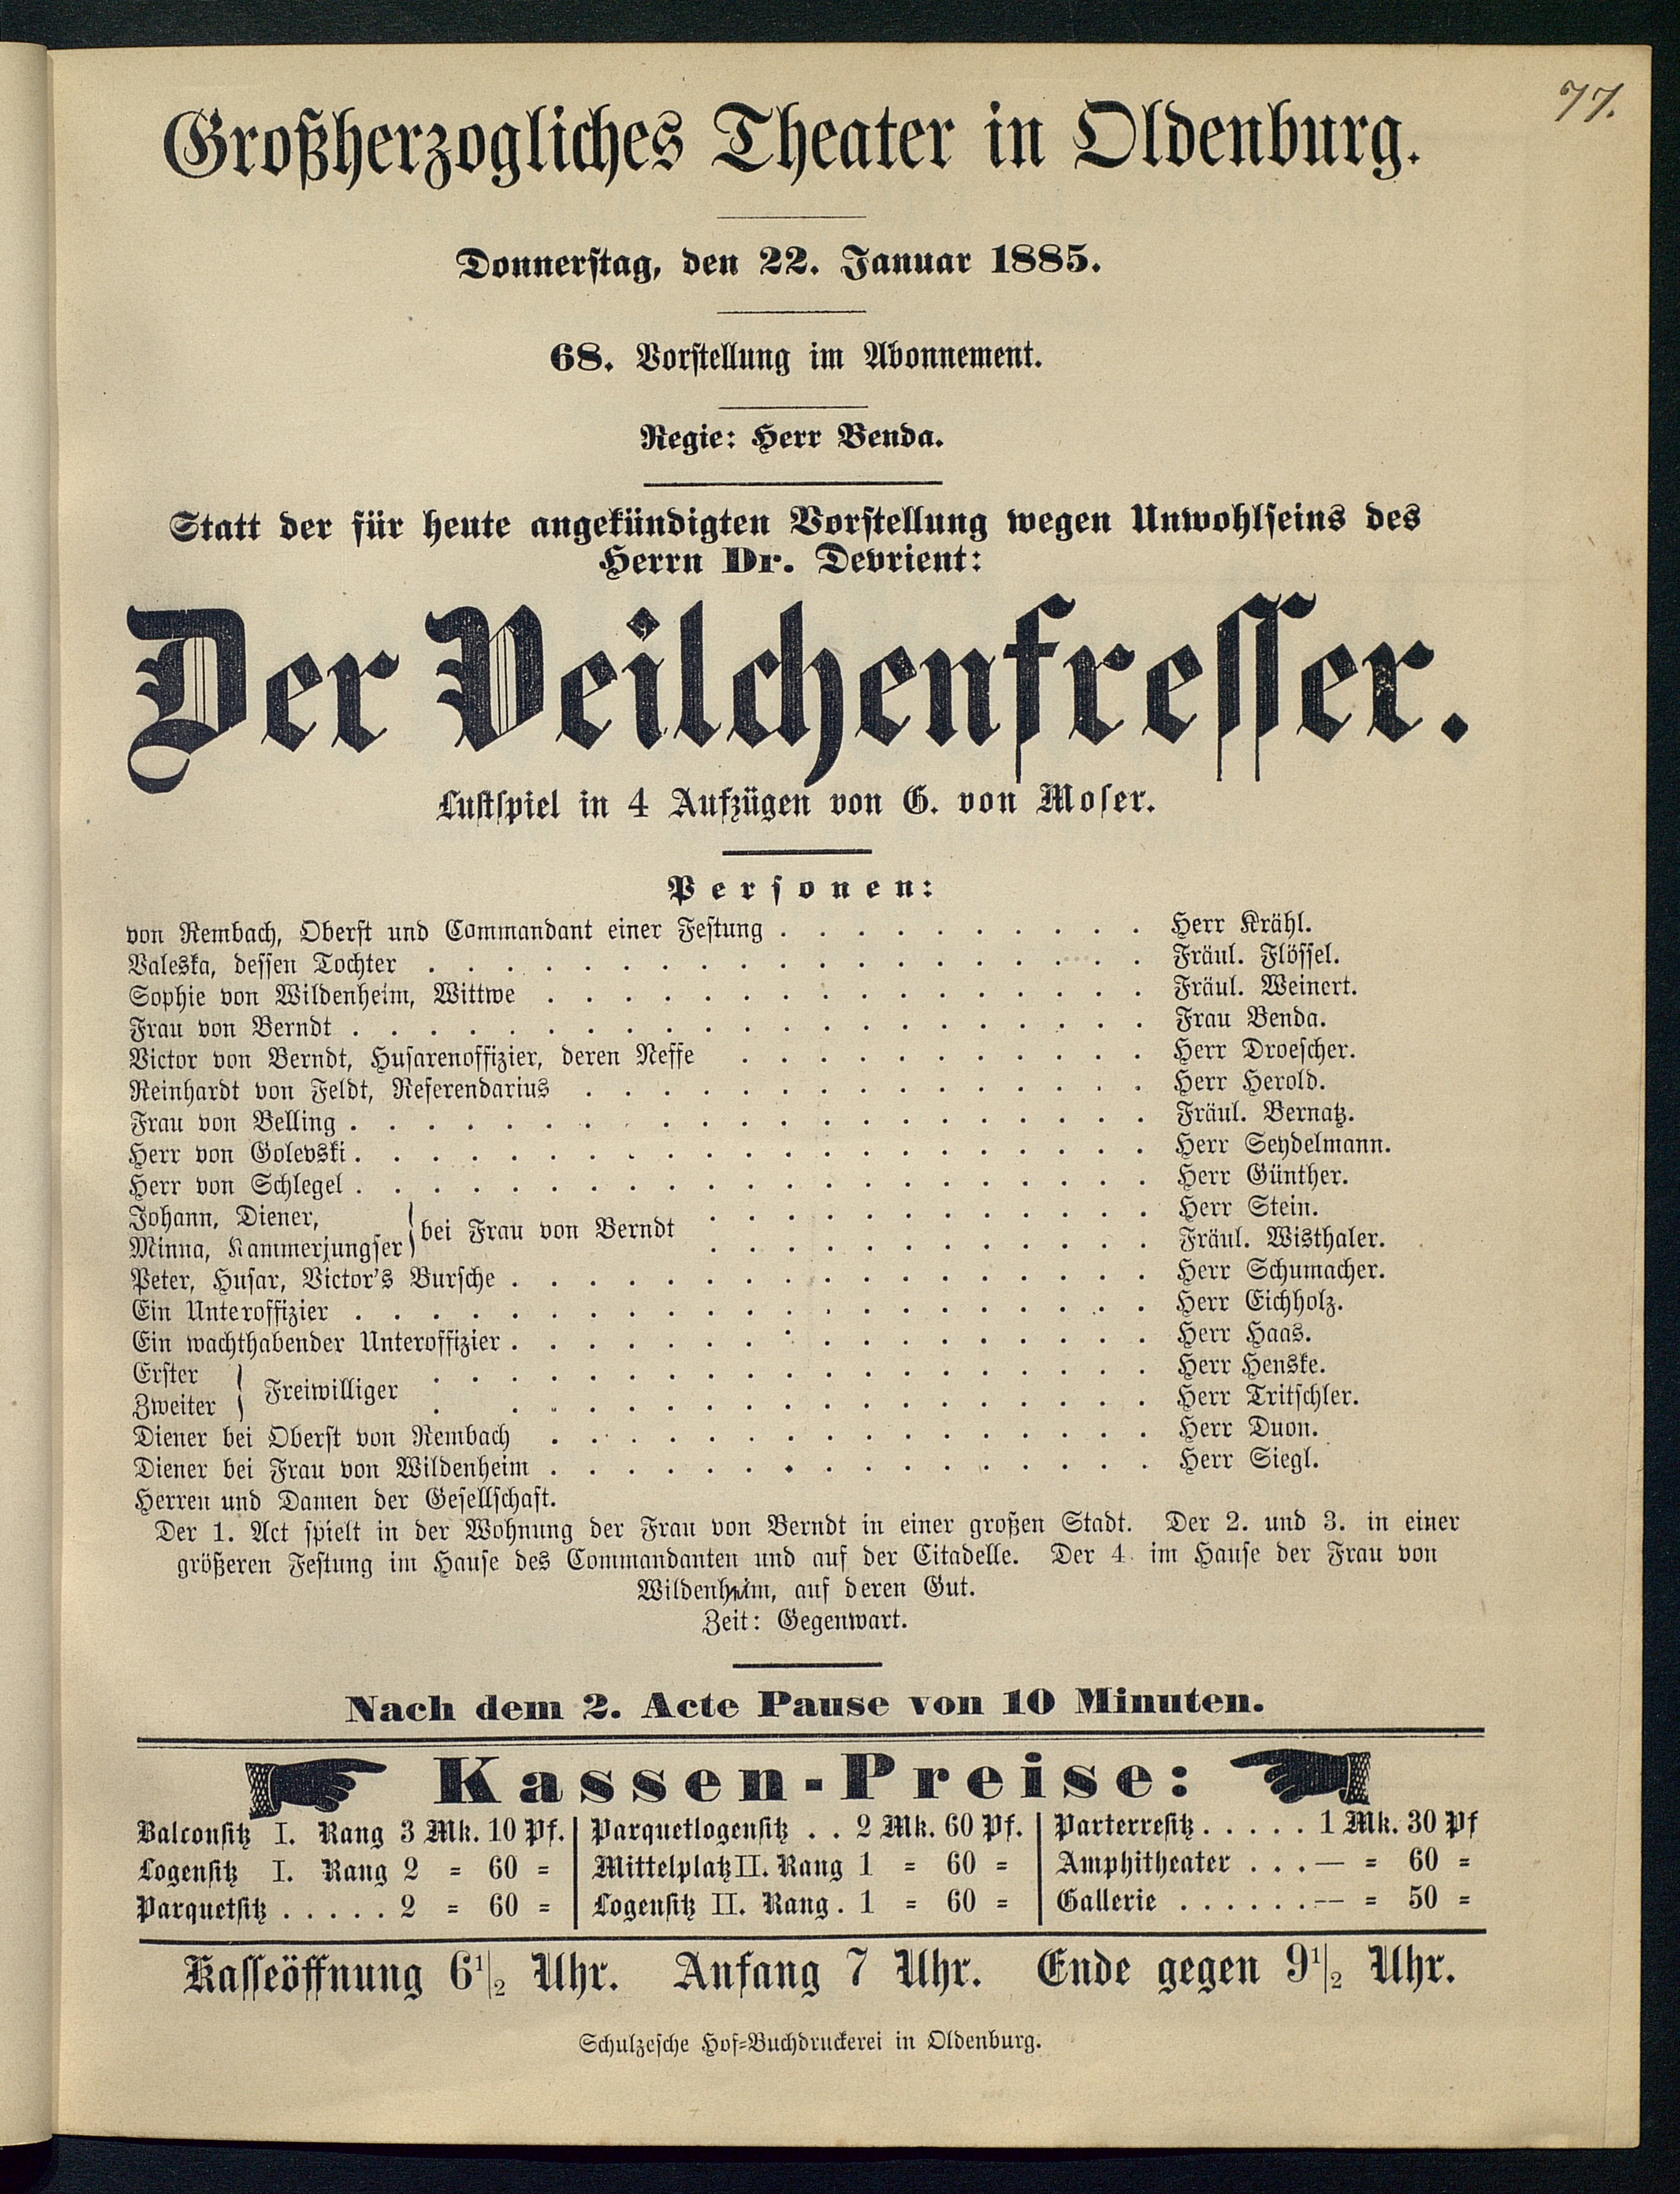 77.
Großherzogliches Theater in Oldenburg.
Donnerstag, den 22. Januar 1885.
68. Vorstellung im Abonnement.
Regie: Herr Benda.
Statt der für heute angekündigten Vorstellung wegen Unwohlseins des
Herrn Dr. Devrient:
Der Veilchenfresser.
Lustspiel in 4 Aufzügen von G. von Moser.
Personen:
von Rembach, Oberst und Commandant einer Festung . . . . . . . . . . Herr Krähl.
Valeska, dessen Tochter . . . . . . . . . . . . . . . . . . . Fräul. Flössel.
Sophie von Wildenheim, Wittwe . . . . . . . . . . . . . . . . Fräul. Weinert.
Frau von Berndt . . . . . . . . . . . . . . . . . . . . . Frau Benda.
Victor von Berndt, Husarenoffizier, deren Neffe . . . . . . . . . . . Herr Droescher.
Reinhardt von Feldt, Referendarius . . . . . . . . . . . . . . . Herr Herold.
Frau von Belling . . . . . . . . . . . . . . . . . . . . . Fräul. Bernatz.
Herr von Golevski . . . . . . . . . . . . . . . . . . . . . Herr Seydelmann.
Herr von Schlegel . . . . . . . . . . . . . . . . . . . . . Herr Günther.
Johann, Diener, } bei Frau von Berndt . . . . . . . . . . . . Herr Stein.
Minna, Kammerjungfer } . . . . . . . . . . . . Fräul. Wisthaler.
Peter, Husar, Victor's Bursche . . . . . . . . . . . . . . . . . Herr Schumacher.
Ein Unteroffizier . . . . . . . . . . . . . . . . . . . . . Herr Eichholz.
Ein wachthabender Unteroffizier . . . . . . . . . . . . . . . . . Herr Haas.
Erster } Freiwilliger . . . . . . . . . . . . . . . . . . . Herr Henske.
Zweiter } . . . . . . . . . . . . . . . . . . . Herr Tritschler.
Diener bei Oberst von Rembach . . . . . . . . . . . . . . . . Herr Duon.
Diener bei Frau von Wildenheim . . . . . . . . . . . . . . . . Herr Siegl.
Herren und Damen der Gesellschaft.
Der 1. Act spielt in der Wohnung der Frau von Berndt in einer großen Stadt. Der 2. und 3. in einer
größeren Festung im Hause des Commandanten und auf der Citadelle. Der 4. im Hause der Frau von
Wildenheim, auf deren Gut.
Zeit: Gegenwart.
Nach dem 2. Acte Pause von 10 Minuten.
Kassen-Preise:
Balconsitz I. Rang 3 Mk. 10 Pf. | Parquetlogensitz . . 2 Mk. 60 Pf. | Parterresitz . . . . . 1 Mk. 30 Pf
Logensitz I. Rang 2 = 60 = | Mittelplatz II. Rang 1 = 60 = | Amphitheater . . . — = 60 =
Parquetsitz . . . . . 2 = 60 = | Logensitz II. Rang . 1 = 60 = | Gallerie . . . . . . — = 50 =
Kasseöffnung 6½ Uhr. Anfang 7 Uhr. Ende gegen 9½ Uhr.
Schulzesche Hof=Buchdruckerei in Oldenburg.